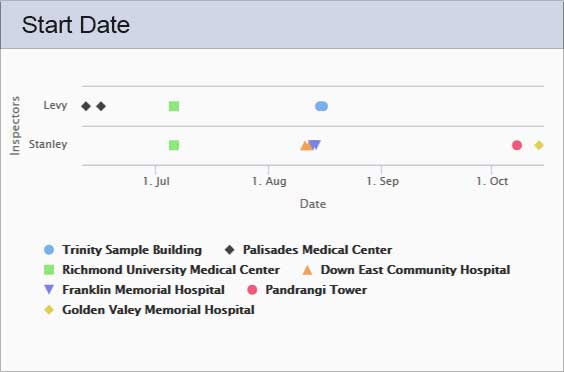 Start Date
Inspectors
Levy
Stanley
1. Jul 1. Aug 1. Sep 1. Oct
Date
Trinity Sample Building Palisades Medical Center
Richmond University Medical Center Down East Community Hospital
Franklin Memorial Hospital Pandrangi Tower
Golden Valey Memorial Hospital